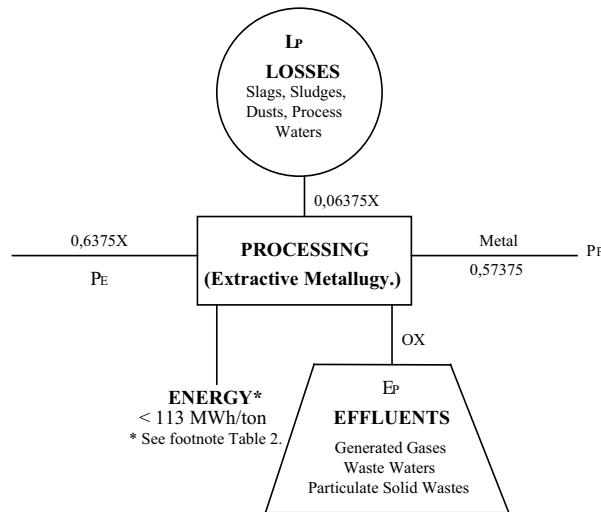 LP
LOSSES
Slags, Sludges,
Dusts, Process
Waters
0,06375X
0,6375X
PE
PROCESSING
(Extractive Metallugy.)
Metal
0,57375
PF
OX
ENERGY*
< 113 MWh/ton
* See footnote Table 2.
EP
EFFLUENTS
Generated Gases
Waste Waters
Particulate Solid Wastes